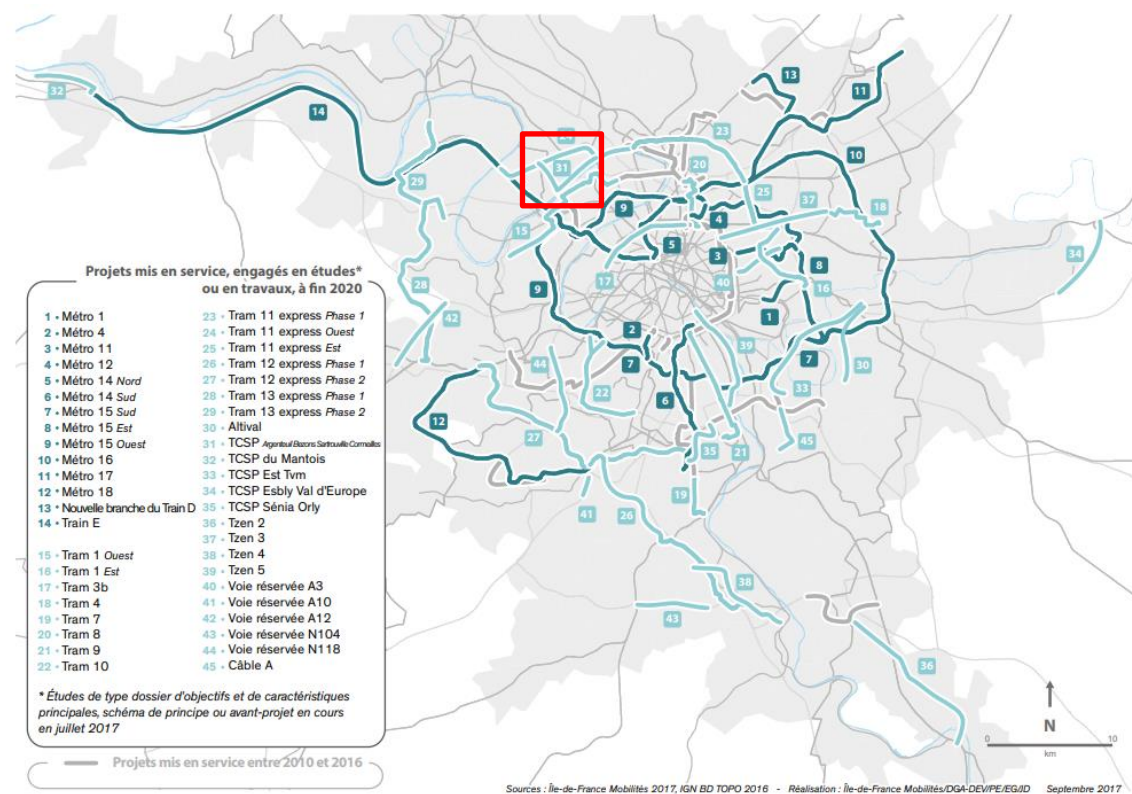 13
11
32
14
23
31
20
10
29
9
25
37
18
4
15
5
3
34
8
17
40
16
28
9
42
1
2
39
7
44
7
30
22
6
33
12
27
45
35
21
19
41
26
38
43
36
Projets mis en service, engagés en études*
ou en travaux, à fin 2020
1 • Métro 1
2 • Métro 4
3 • Métro 11
4 • Métro 12
5 • Métro 14 Nord
6 • Métro 14 Sud
7 • Métro 15 Sud
8 • Métro 15 Est
9 • Métro 15 Ouest
10 • Métro 16
11 • Métro 17
12 • Métro 18
13 • Nouvelle branche du Train D
14 • Train E
15 • Tram 1 Ouest
16 • Tram 1 Est
17 • Tram 3b
18 • Tram 4
19 • Tram 7
20 • Tram 8
21 • Tram 9
22 • Tram 10
23 • Tram 11 express Phase 1
24 • Tram 11 express Ouest
25 • Tram 11 express Est
26 • Tram 12 express Phase 1
27 • Tram 12 express Phase 2
28 • Tram 13 express Phase 1
29 • Tram 13 express Phase 2
30 • Altival
31 • TCSP Argenteuil Bezons Sartrouville Cormeilles
32 • TCSP du Mantois
33 • TCSP Est Tvm
34 • TCSP Esbly Val d'Europe
35 • TCSP Sénia Orly
36 • Tzen 2
37 • Tzen 3
38 • Tzen 4
39 • Tzen 5
40 • Voie réservée A3
41 • Voie réservée A10
42 • Voie réservée A12
43 • Voie réservée N104
44 • Voie réservée N118
45 • Câble A
* Études de type dossier d'objectifs et de caractéristiques
principales, schéma de principe ou avant-projet en cours
en juillet 2017
Projets mis en service entre 2010 et 2016
N
0 10
km
Sources : Île-de-France Mobilités 2017, IGN BD TOPO 2016 - Réalisation : Île-de-France Mobilités/DGA-DEV/PE/EG/JD Septembre 2017